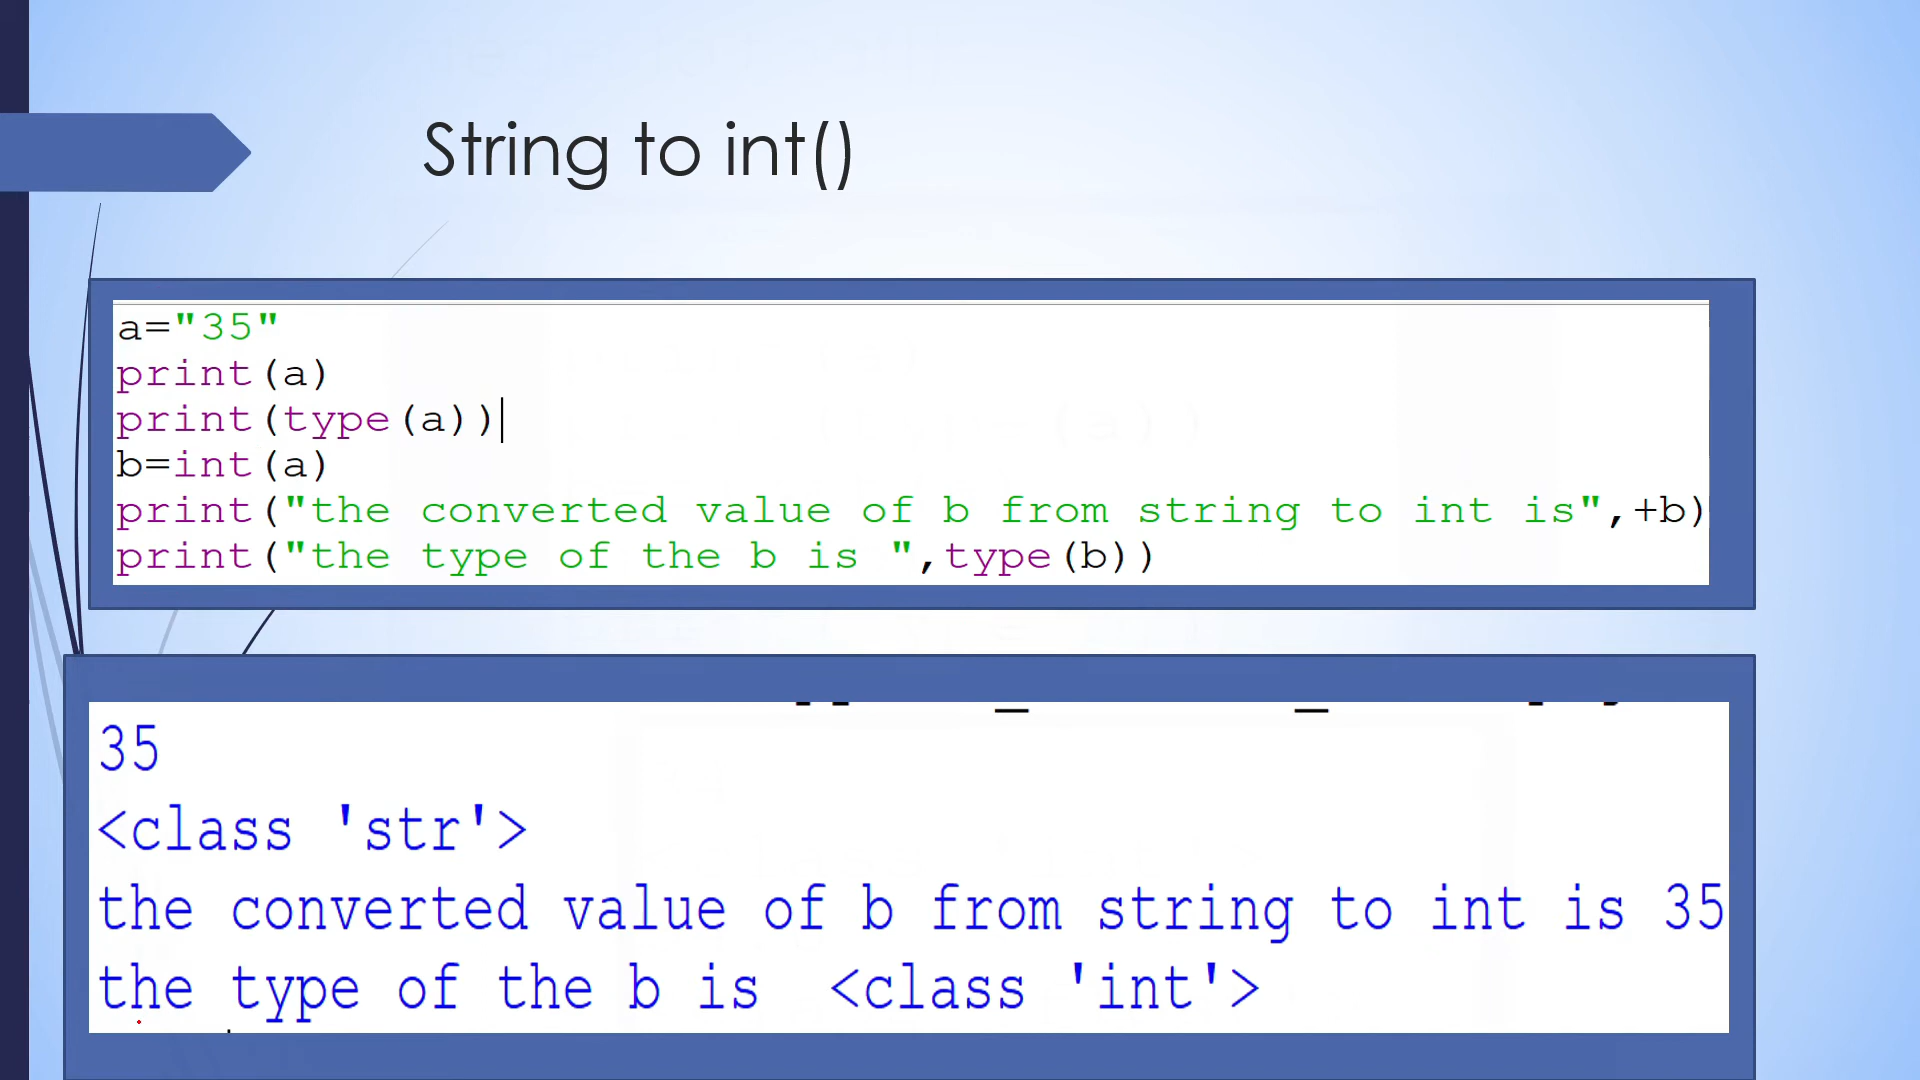 String to int()
a="35"
print(a)
print(type(a))
b=int(a)
print("the converted value of b from string to int is",+b)
print("the type of the b is ",type(b))
35
<class 'str'>
the converted value of b from string to int is 35
the type of the b is  <class 'int'>